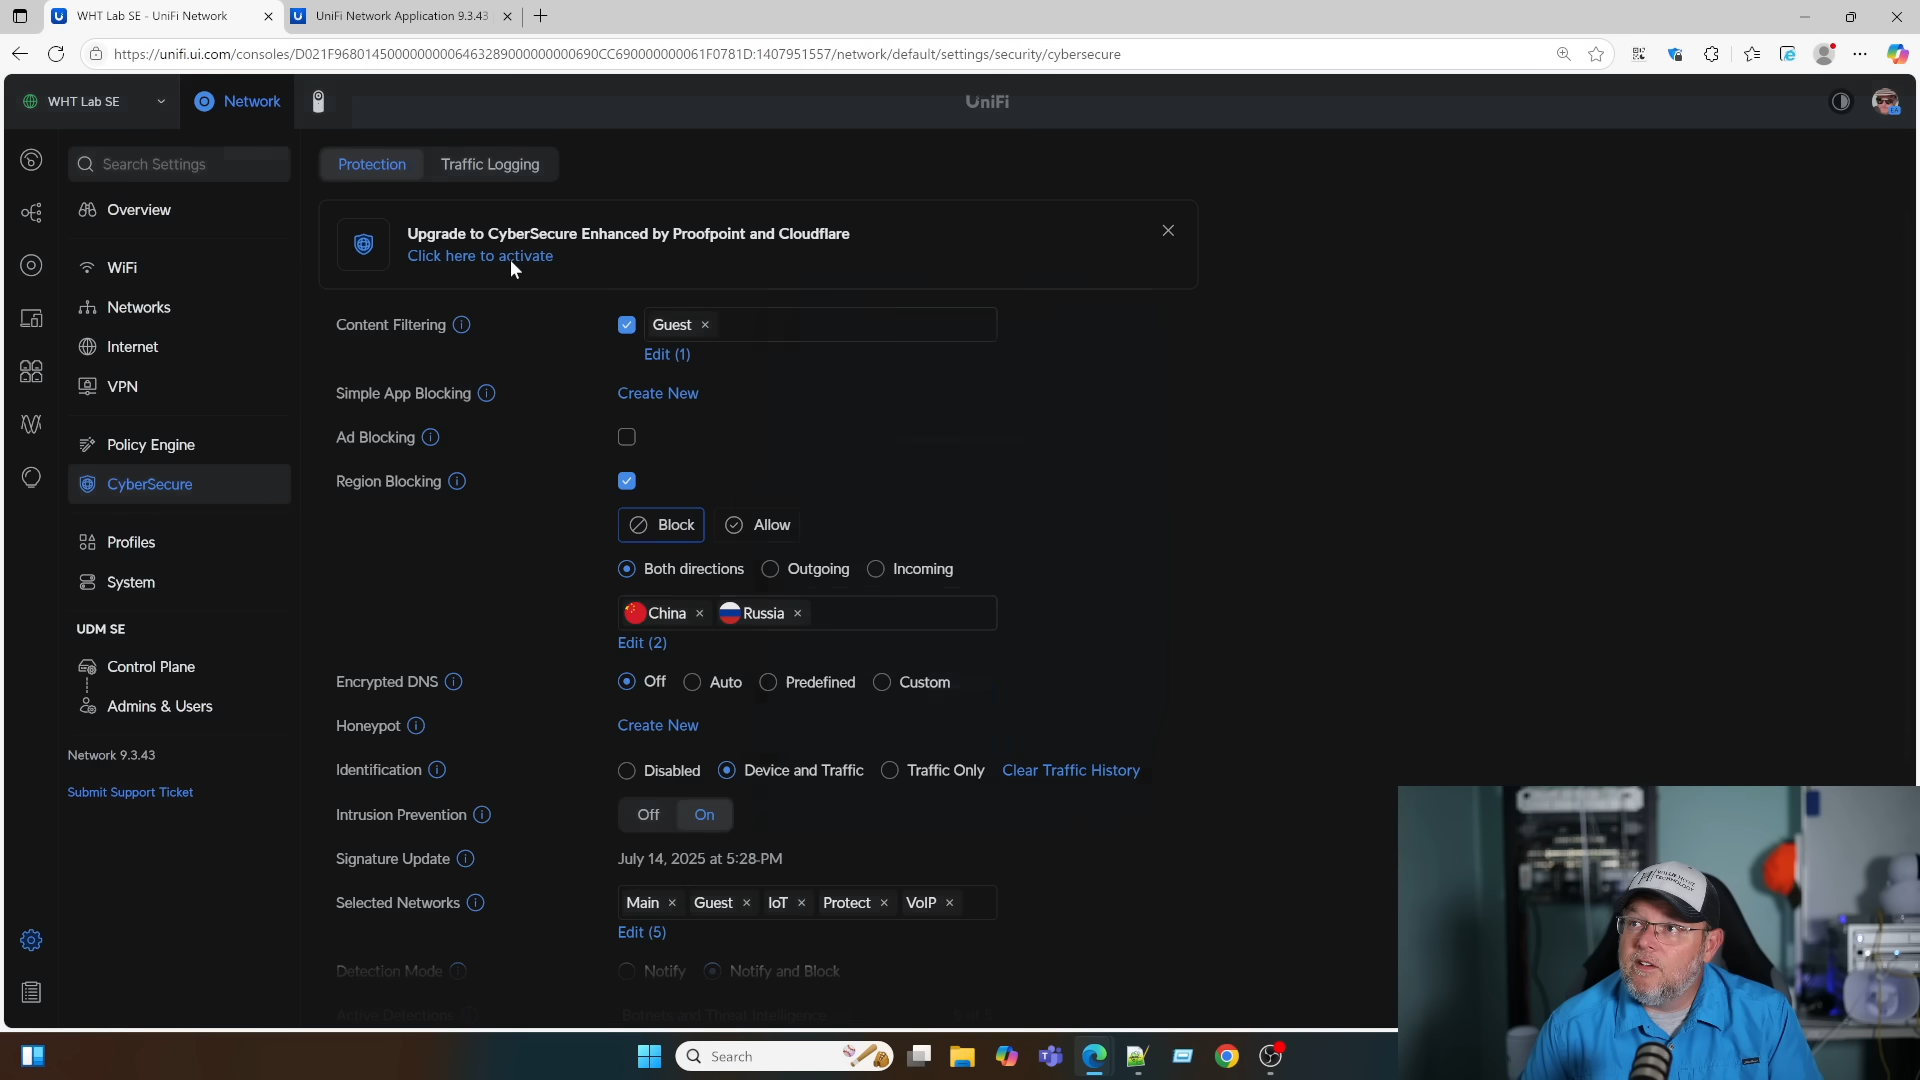 WHT Lab SE - UniFi Network
UniFi Network Application 9.3.43
https://unifi.ui.com/consoles/D021F96801450000000006463289000000000690CC690000000061F0781D:1407951557/network/default/settings/security/cybersecure
WHT Lab SE
Network
UniFi
EA
Search Settings
Overview
WiFi
Networks
Internet
VPN
Policy Engine
CyberSecure
Profiles
System
UDM SE
Control Plane
Admins & Users
Network 9.3.43
Submit Support Ticket
Protection
Traffic Logging
Upgrade to CyberSecure Enhanced by Proofpoint and Cloudflare
Click here to activate
Content Filtering
Guest
Edit (1)
Simple App Blocking
Create New
Ad Blocking
Region Blocking
Block
Allow
Both directions
Outgoing
Incoming
China
Russia
Edit (2)
Encrypted DNS
Off
Auto
Predefined
Custom
Honeypot
Create New
Identification
Disabled
Device and Traffic
Traffic Only
Clear Traffic History
Intrusion Prevention
Off
On
Signature Update
July 14, 2025 at 5:28 PM
Selected Networks
Main
Guest
IoT
Protect
VoIP
Edit (5)
Detection Mode
Notify
Notify and Block
Active Detections
Botnets and Threat Intelligence
Search